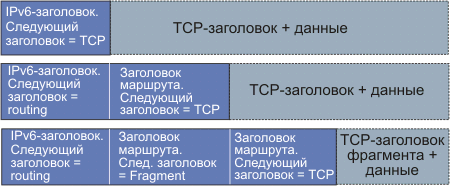 IPv6-заголовок.
Следующий
заголовок = TCP
TCP-заголовок + данные
IPv6-заголовок.
Следующий
заголовок =
routing
Заголовок
маршрута.
Следующий
заголовок = TCP
TCP-заголовок + данные
IPv6-заголовок.
Следующий
заголовок =
routing
Заголовок
маршрута.
След. заголовок
= Fragment
Заголовок
маршрута.
Следующий
заголовок = TCP
TCP-заголовок
фрагмента +
данные